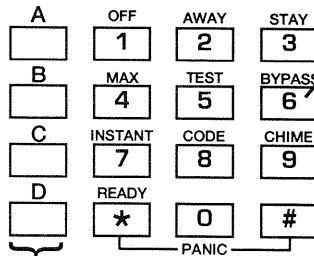 A OFF AWAY STAY
1 2 3
B MAX TEST BYPASS
4 5 6
C INSTANT CODE CHIME
7 8 9
D READY
* 0 #
PANIC